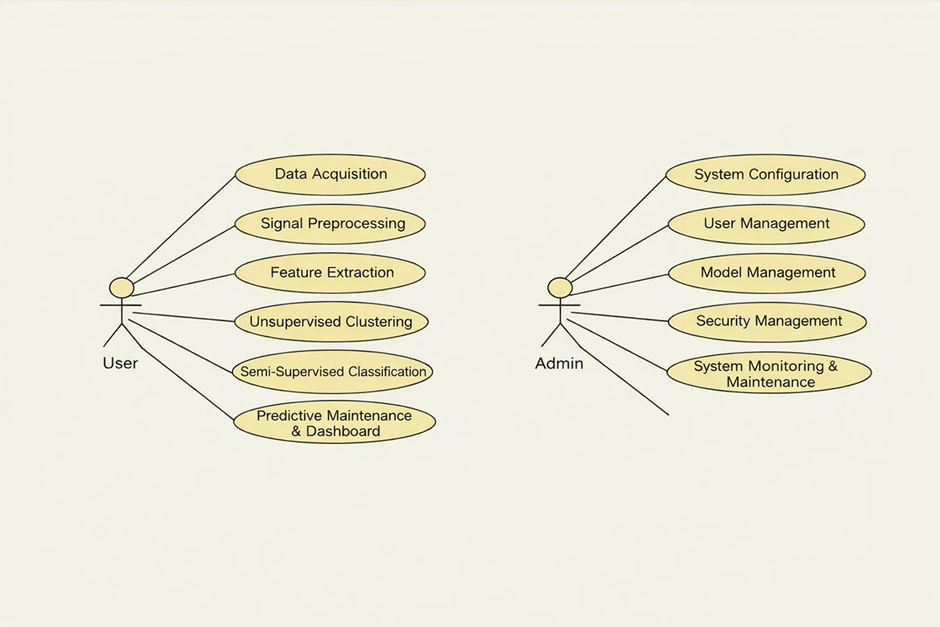 Data Acquisition
Signal Preprocessing
Feature Extraction
Unsupervised Clustering
Semi-Supervised Classification
Predictive Maintenance
& Dashboard
User
System Configuration
User Management
Model Management
Security Management
System Monitoring &
Maintenance
Admin